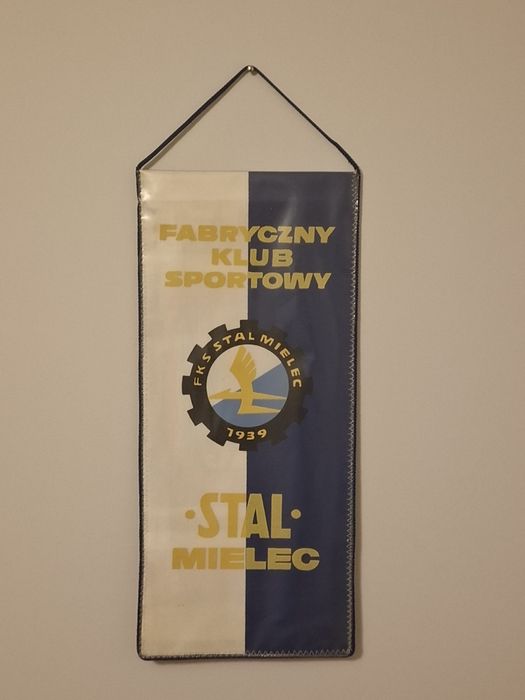 FABRYCZNY
KLUB
SPORTOWY
FKS STAL MIELEC
1939
·STAL·
MIELEC